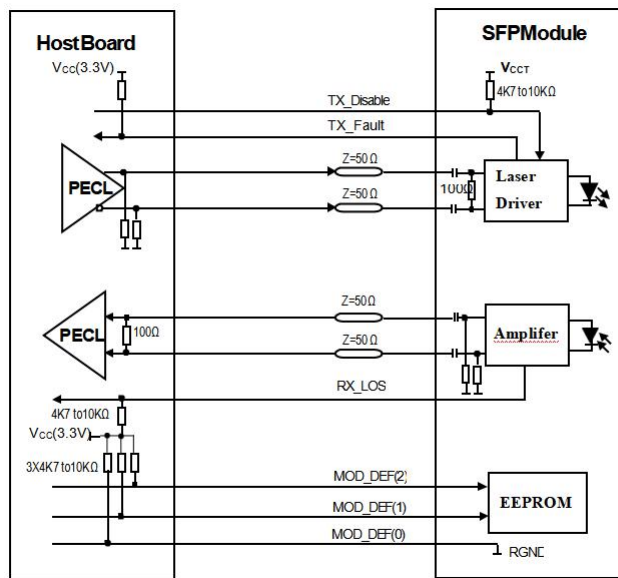 HostBoard
SFPModule
VCC(3.3V)
VCCT
4K7 to10KΩ
TX_Disable
TX_Fault
Z=50Ω
PECL
100Ω
Laser
Driver
Z=50Ω
Z=50Ω
PECL
100Ω
Amplifer
Z=50Ω
RX_LOS
4K7 to10KΩ
VCC(3.3V)
3X4K7 to10KΩ
MOD_DEF(2)
MOD_DEF(1)
EEPROM
MOD_DEF(0)
RGND